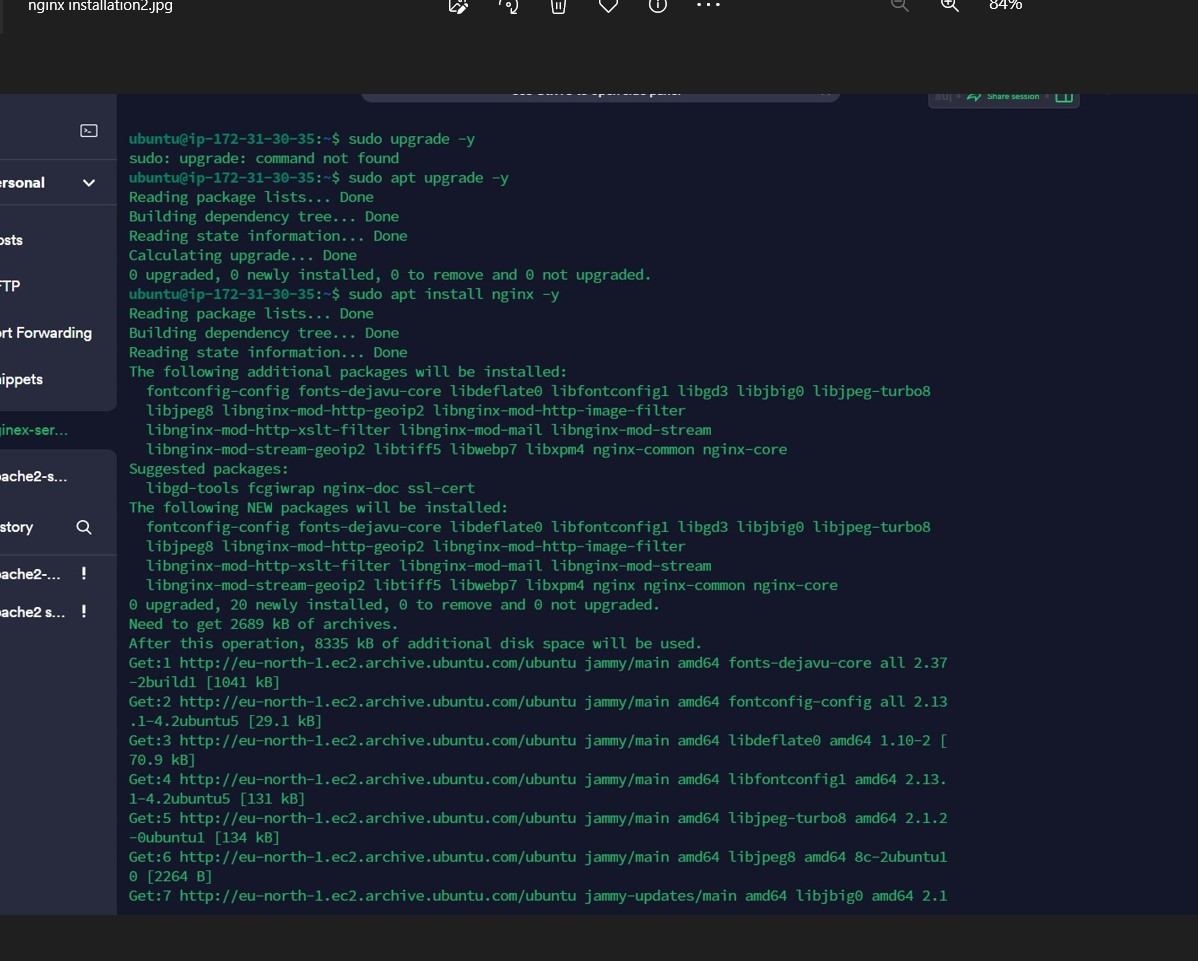 nginx installation2.jpg
84%
Share session
ersonal
osts
FTP
ort Forwarding
nippets
ginex-ser...
pache2-s...
story
pache2-... !
pache2 s... !
ubuntu@ip-172-31-30-35:~$ sudo upgrade -y
sudo: upgrade: command not found
ubuntu@ip-172-31-30-35:~$ sudo apt upgrade -y
Reading package lists... Done
Building dependency tree... Done
Reading state information... Done
Calculating upgrade... Done
0 upgraded, 0 newly installed, 0 to remove and 0 not upgraded.
ubuntu@ip-172-31-30-35:~$ sudo apt install nginx -y
Reading package lists... Done
Building dependency tree... Done
Reading state information... Done
The following additional packages will be installed:
  fontconfig-config fonts-dejavu-core libdeflate0 libfontconfig1 libgd3 libjbig0 libjpeg-turbo8
  libjpeg8 libnginx-mod-http-geoip2 libnginx-mod-http-image-filter
  libnginx-mod-http-xslt-filter libnginx-mod-mail libnginx-mod-stream
  libnginx-mod-stream-geoip2 libtiff5 libwebp7 libxpm4 nginx-common nginx-core
Suggested packages:
  libgd-tools fcgiwrap nginx-doc ssl-cert
The following NEW packages will be installed:
  fontconfig-config fonts-dejavu-core libdeflate0 libfontconfig1 libgd3 libjbig0 libjpeg-turbo8
  libjpeg8 libnginx-mod-http-geoip2 libnginx-mod-http-image-filter
  libnginx-mod-http-xslt-filter libnginx-mod-mail libnginx-mod-stream
  libnginx-mod-stream-geoip2 libtiff5 libwebp7 libxpm4 nginx nginx-common nginx-core
0 upgraded, 20 newly installed, 0 to remove and 0 not upgraded.
Need to get 2689 kB of archives.
After this operation, 8335 kB of additional disk space will be used.
Get:1 http://eu-north-1.ec2.archive.ubuntu.com/ubuntu jammy/main amd64 fonts-dejavu-core all 2.37
-2build1 [1041 kB]
Get:2 http://eu-north-1.ec2.archive.ubuntu.com/ubuntu jammy/main amd64 fontconfig-config all 2.13
.1-4.2ubuntu5 [29.1 kB]
Get:3 http://eu-north-1.ec2.archive.ubuntu.com/ubuntu jammy/main amd64 libdeflate0 amd64 1.10-2 [
70.9 kB]
Get:4 http://eu-north-1.ec2.archive.ubuntu.com/ubuntu jammy/main amd64 libfontconfig1 amd64 2.13.
1-4.2ubuntu5 [131 kB]
Get:5 http://eu-north-1.ec2.archive.ubuntu.com/ubuntu jammy/main amd64 libjpeg-turbo8 amd64 2.1.2
-0ubuntu1 [134 kB]
Get:6 http://eu-north-1.ec2.archive.ubuntu.com/ubuntu jammy/main amd64 libjpeg8 amd64 8c-2ubuntu1
0 [2264 B]
Get:7 http://eu-north-1.ec2.archive.ubuntu.com/ubuntu jammy-updates/main amd64 libjbig0 amd64 2.1